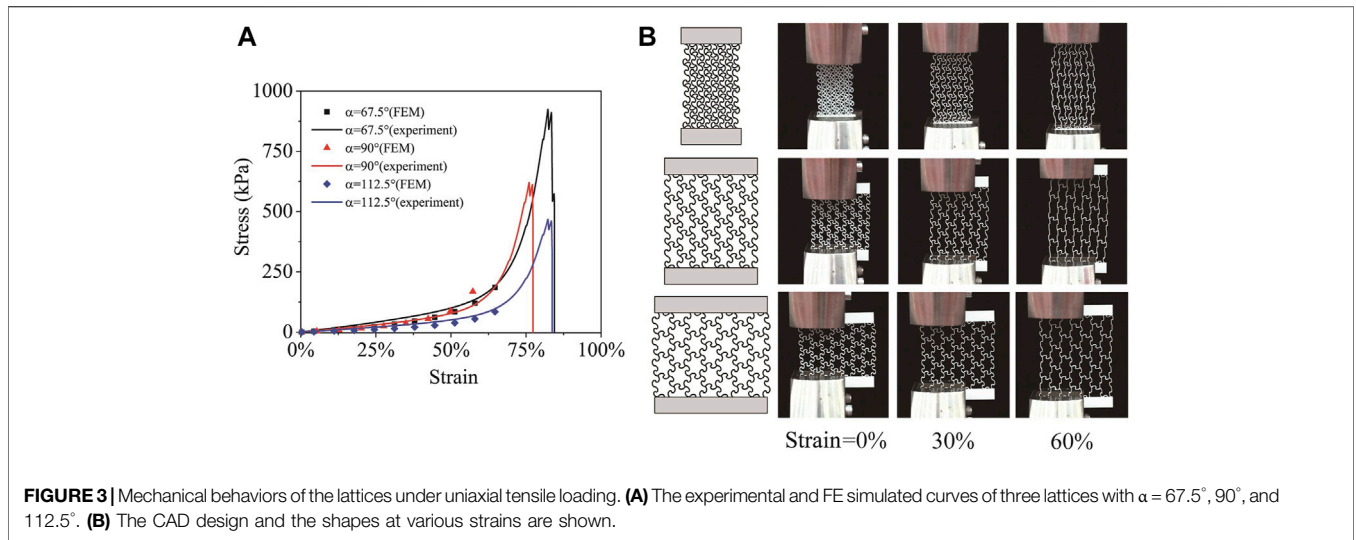 A
B
1000
750
500
250
0
Stress (kPa)
α=67.5°(FEM)
α=67.5°(experiment)
α=90°(FEM)
α=90°(experiment)
α=112.5°(FEM)
α=112.5°(experiment)
0% 25% 50% 75% 100%
Strain
Strain=0% 30% 60%
FIGURE 3 | Mechanical behaviors of the lattices under uniaxial tensile loading. (A) The experimental and FE simulated curves of three lattices with α = 67.5°, 90°, and
112.5°. (B) The CAD design and the shapes at various strains are shown.